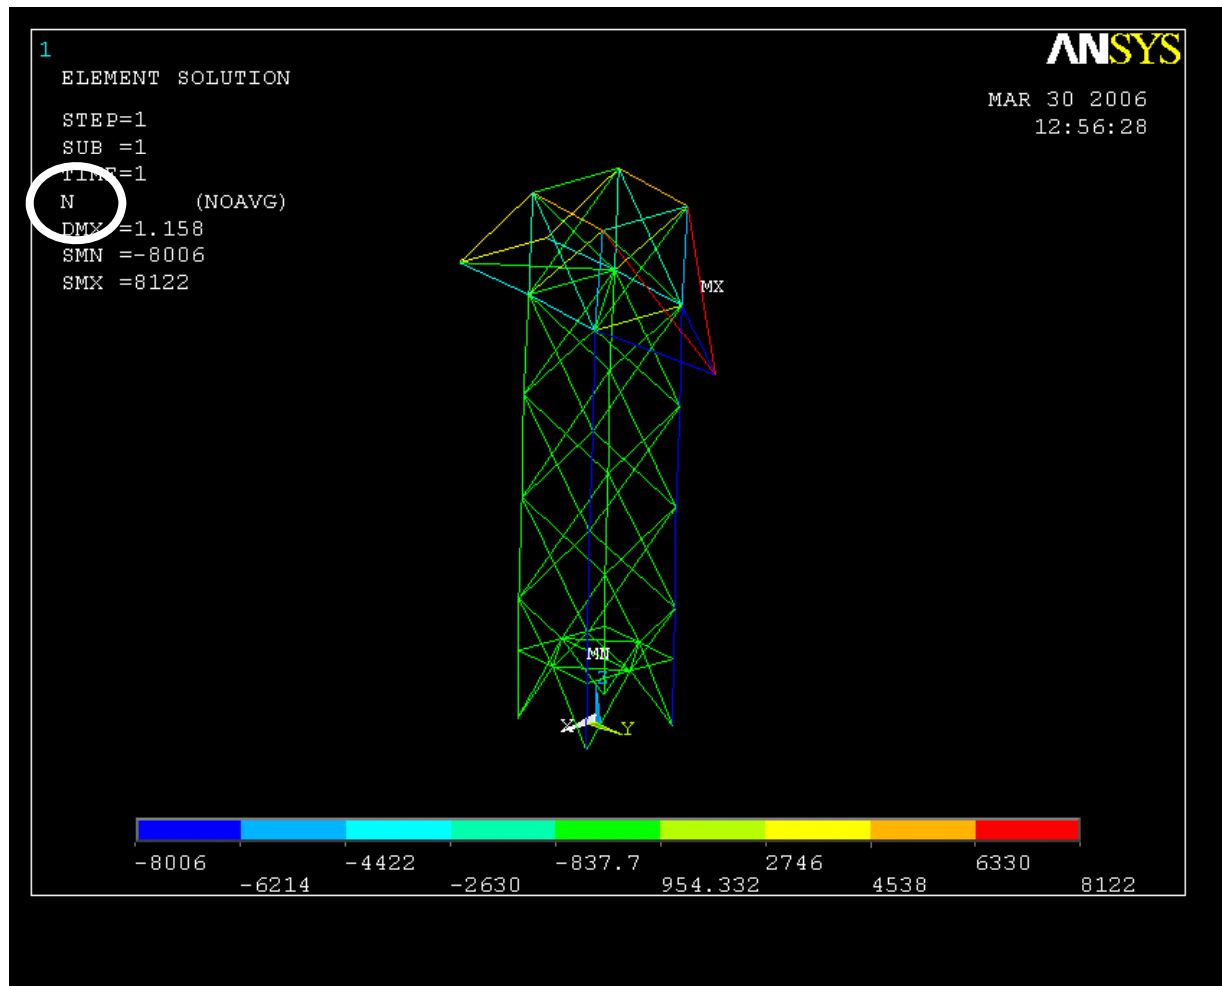 1
ANSYS
ELEMENT SOLUTION
MAR 30 2006
12:56:28
STEP=1
SUB =1
TIME=1
N (NOAVG)
DMX =1.158
SMN =-8006
SMX =8122
MX
MN
Z
X
Y
-8006 -4422 -837.7 2746 6330
-6214 -2630 954.332 4538 8122